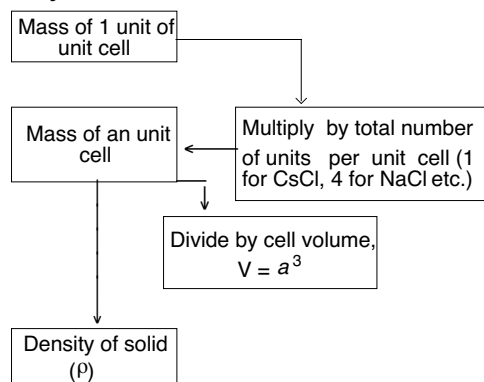 Mass of 1 unit of
unit cell
Mass of an unit
cell
Multiply by total number
of units per unit cell (1
for CsCl, 4 for NaCl etc.)
Divide by cell volume,
V = a³
Density of solid
(ρ)